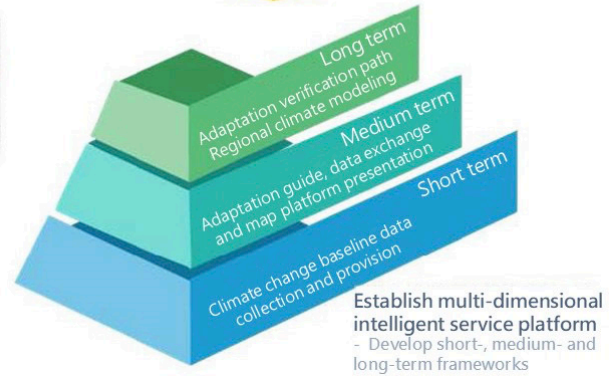 Long term
Adaptation verification path
Regional climate modeling
Medium term
Adaptation guide, data exchange
and map platform presentation
Short term
Climate change baseline data
collection and provision
Establish multi-dimensional
intelligent service platform
- Develop short-, medium- and
long-term frameworks